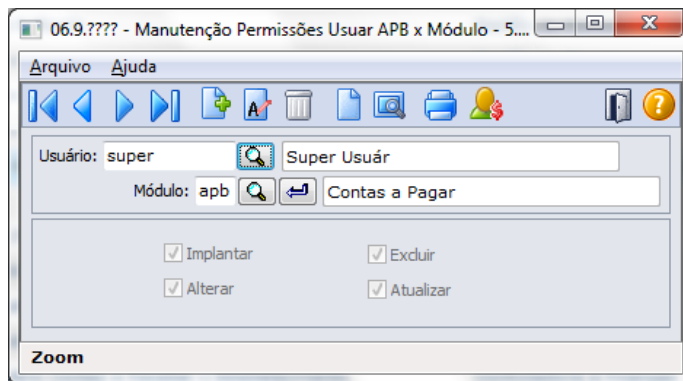 06.9.???? - Manutenção Permissões Usuar APB x Módulo - 5....
Arquivo Ajuda
Usuário: super Super Usuár
Módulo: apb Contas a Pagar
Implantar Excluir
Alterar Atualizar
Zoom